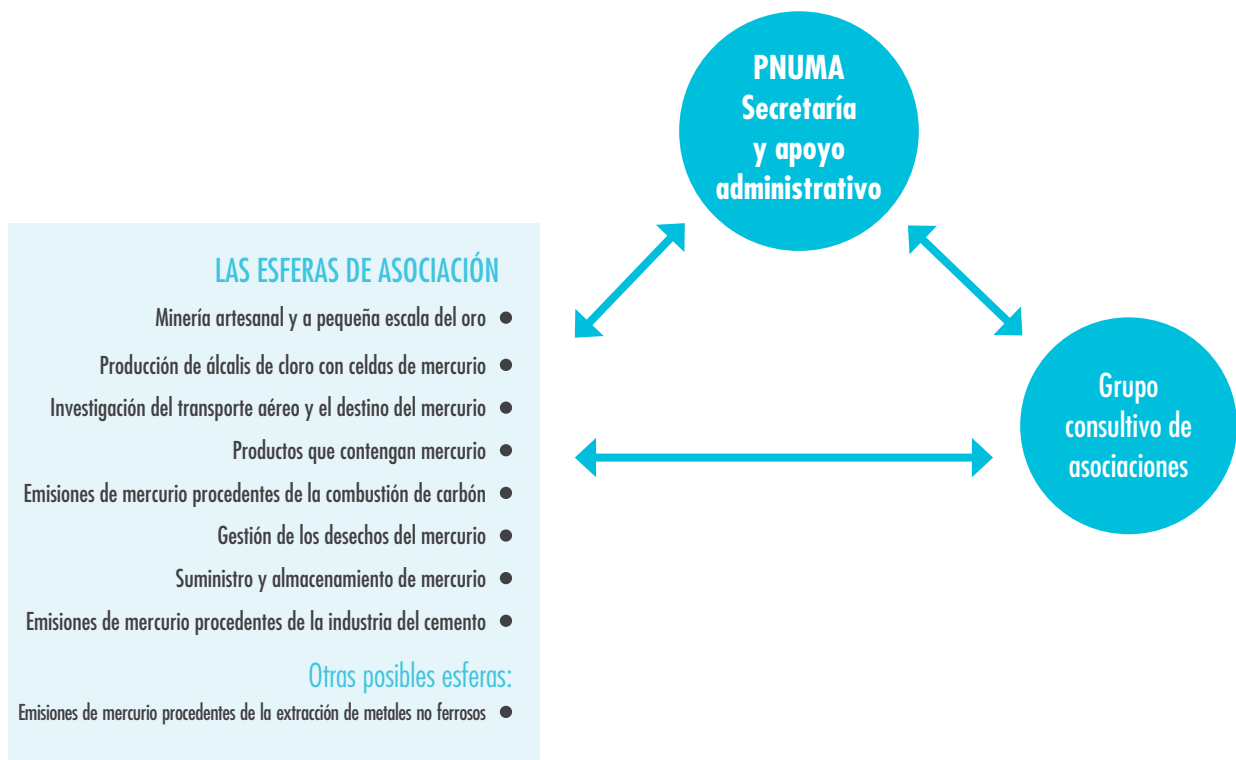 PNUMA
Secretaría
y apoyo
administrativo
LAS ESFERAS DE ASOCIACIÓN
Minería artesanal y a pequeña escala del oro ●
Producción de álcalis de cloro con celdas de mercurio ●
Investigación del transporte aéreo y el destino del mercurio ●
Productos que contengan mercurio ●
Emisiones de mercurio procedentes de la combustión de carbón ●
Gestión de los desechos del mercurio ●
Suministro y almacenamiento de mercurio ●
Emisiones de mercurio procedentes de la industria del cemento ●
Otras posibles esferas:
Emisiones de mercurio procedentes de la extracción de metales no ferrosos ●
Grupo
consultivo de
asociaciones